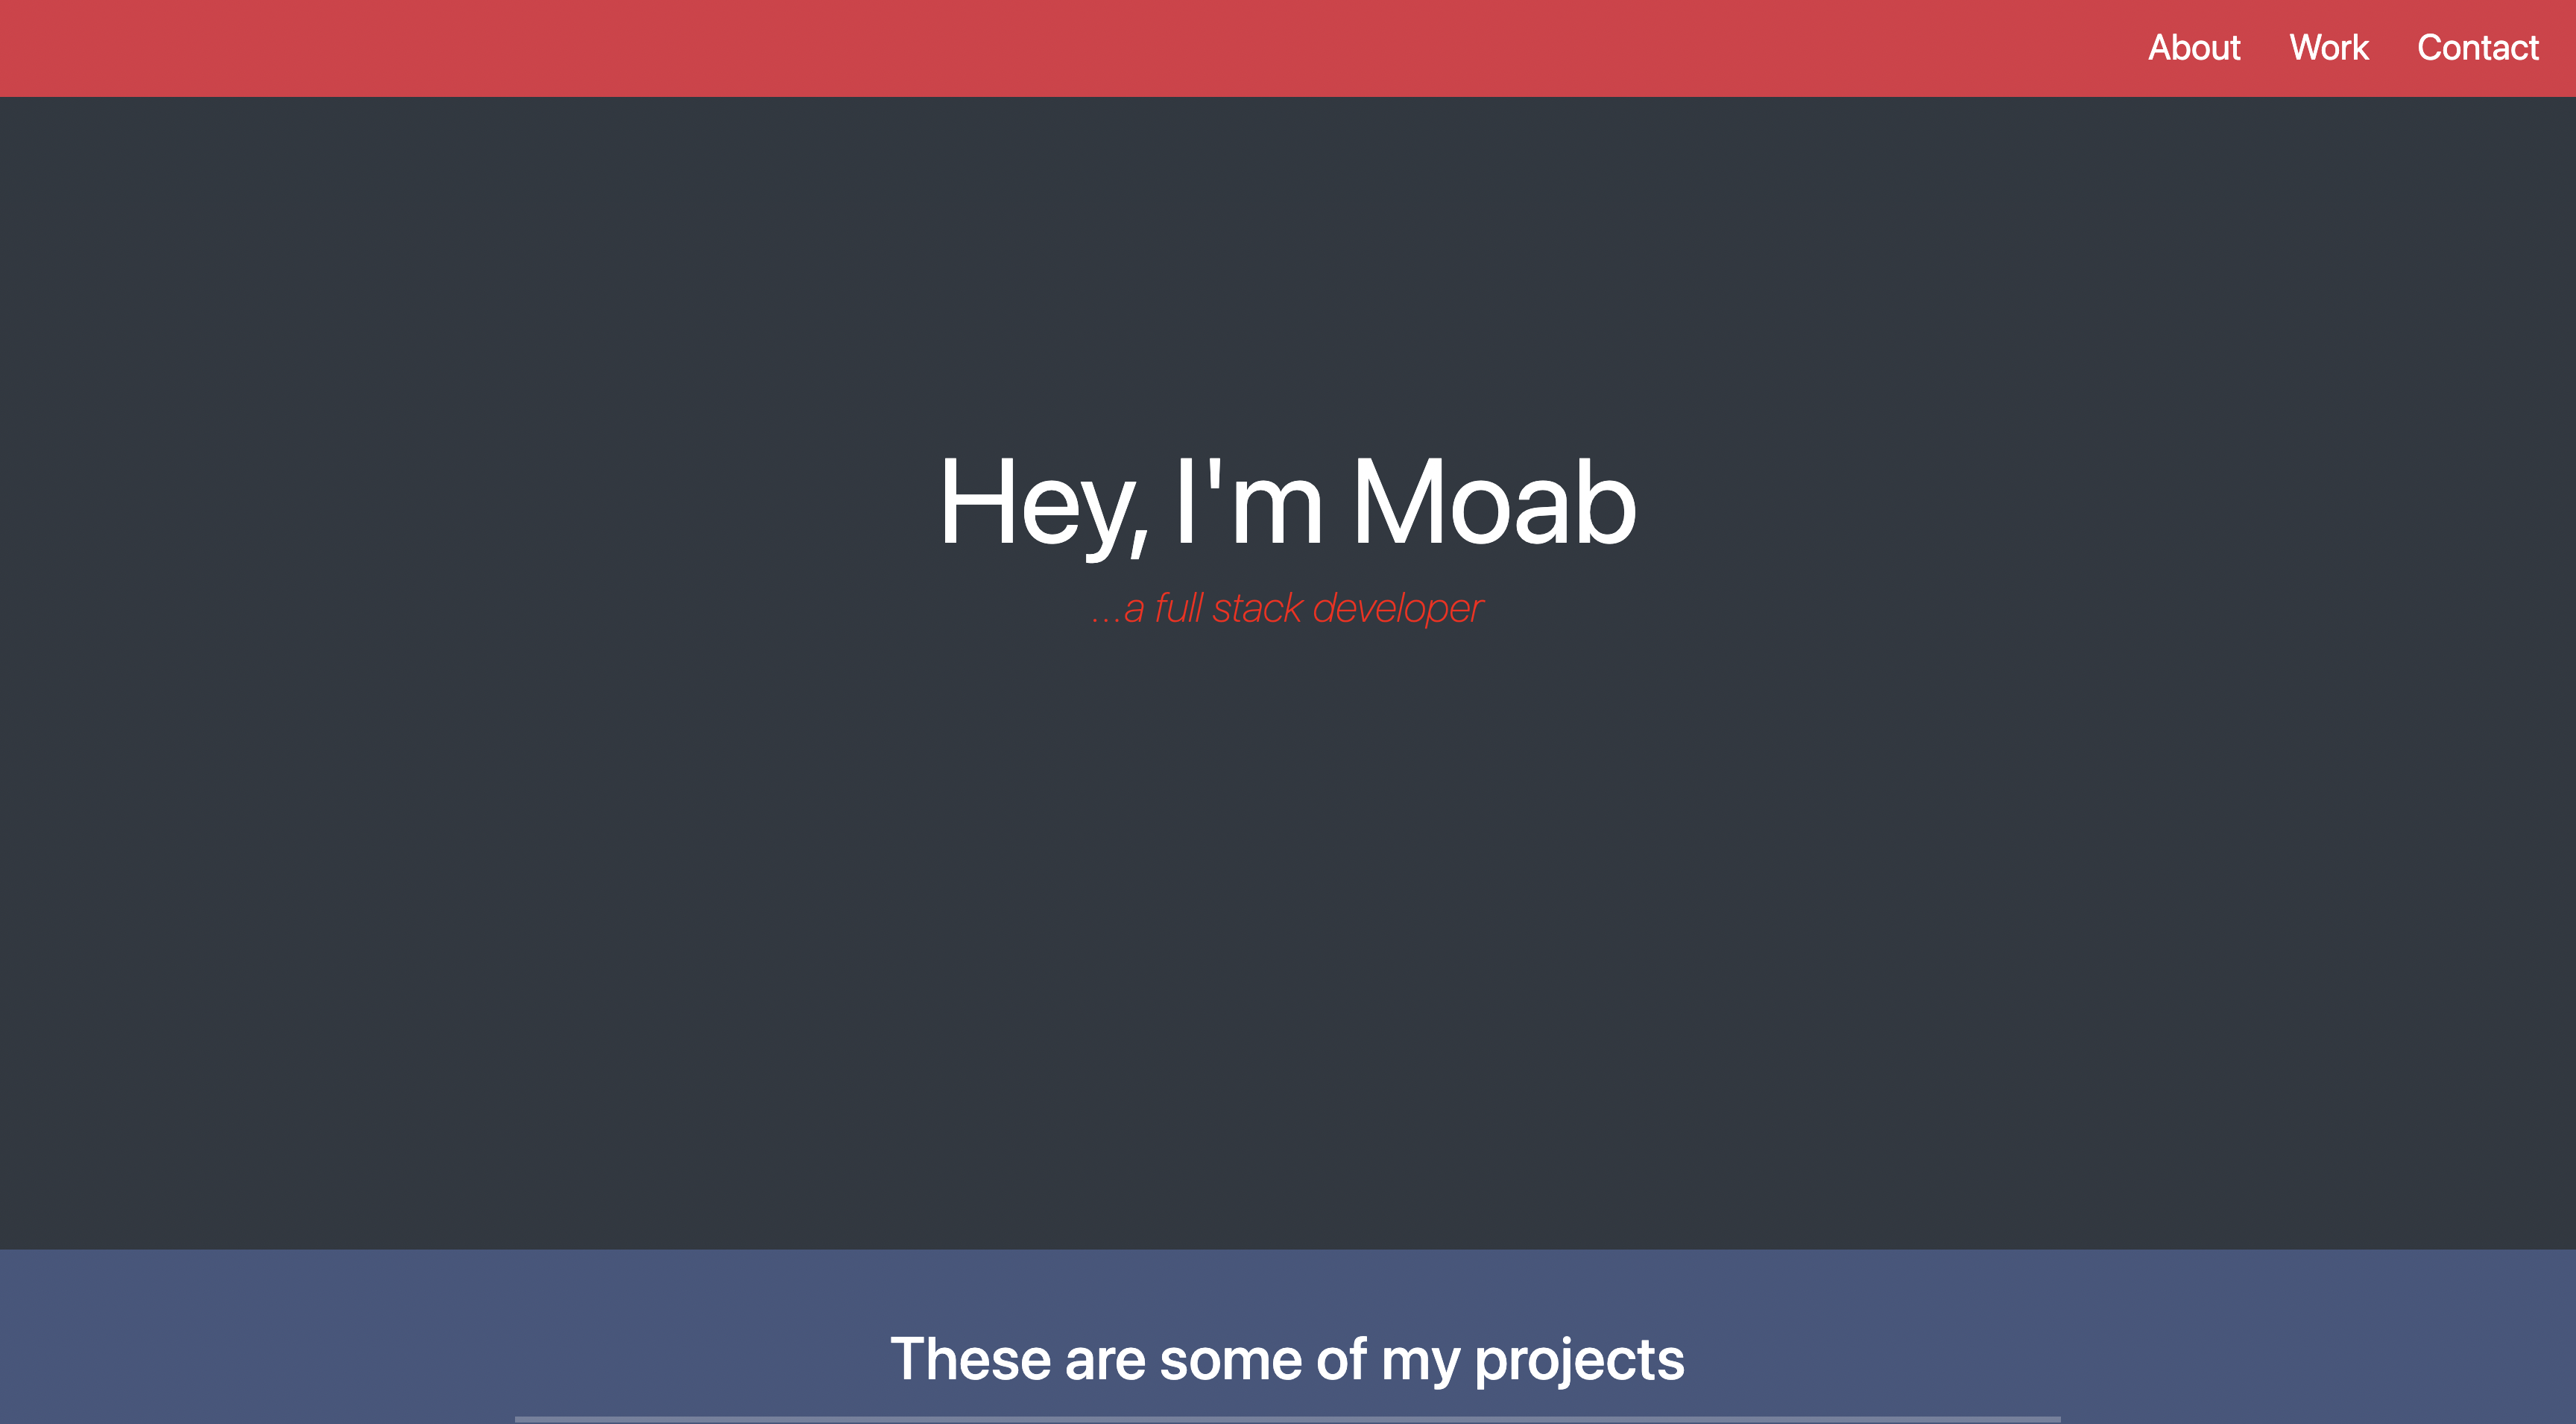 About Work Contact
Hey, I'm Moab
...a full stack developer
These are some of my projects